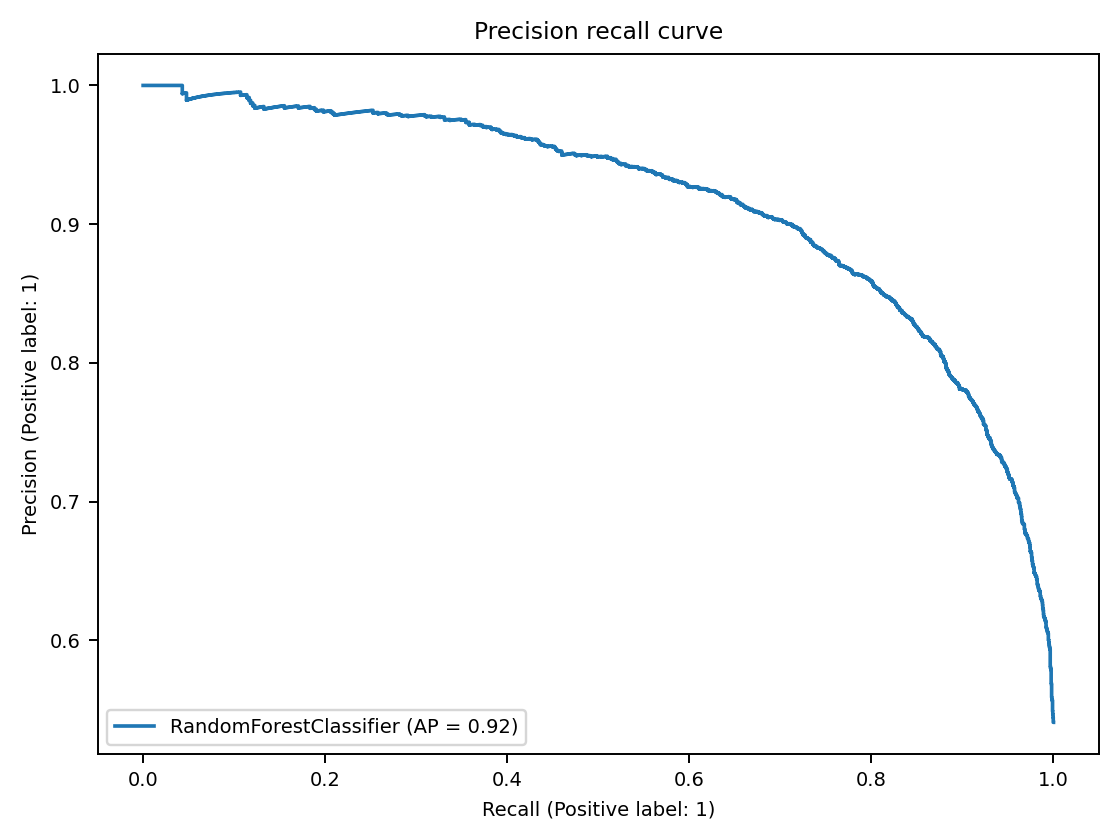 Precision recall curve
1.0
0.9
0.8
0.7
0.6
Precision (Positive label: 1)
RandomForestClassifier (AP = 0.92)
0.0 0.2 0.4 0.6 0.8 1.0
Recall (Positive label: 1)